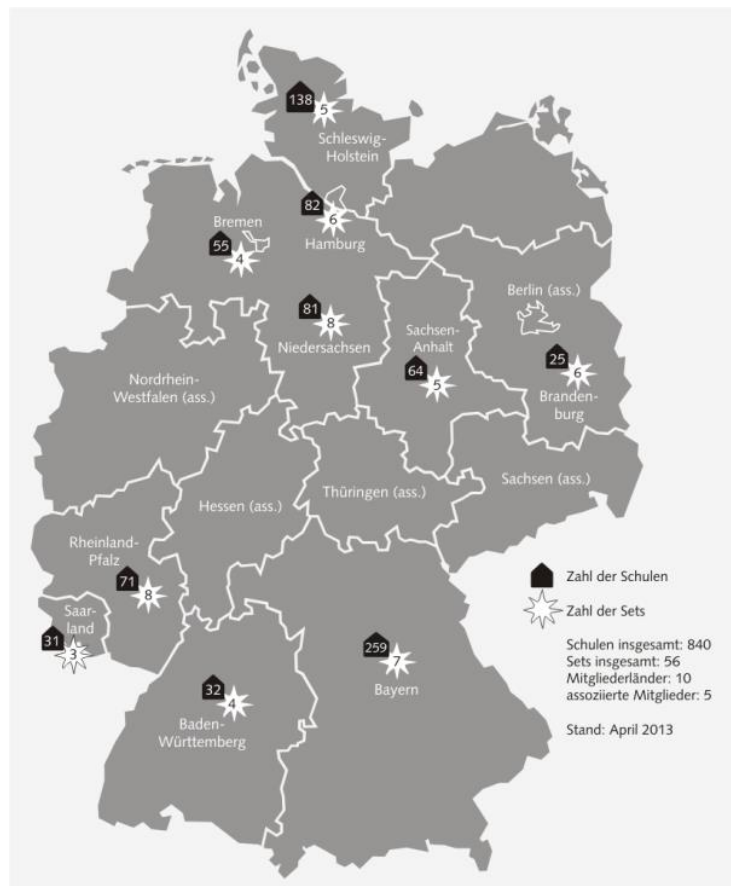 138
5
Schleswig-
Holstein
82
6
Hamburg
Bremen
55
4
81
8
Niedersachsen
Sachsen-
Anhalt
64
5
Berlin (ass.)
25
6
Branden-
burg
Nordrhein-
Westfalen (ass.)
Hessen (ass.)
Thüringen (ass.)
Sachsen (ass.)
Rheinland-
Pfalz
71
8
Saar-
land
31
3
259
7
Bayern
32
4
Baden-
Württemberg
Zahl der Schulen
Zahl der Sets
Schulen insgesamt: 840
Sets insgesamt: 56
Mitgliederländer: 10
assoziierte Mitglieder: 5
Stand: April 2013